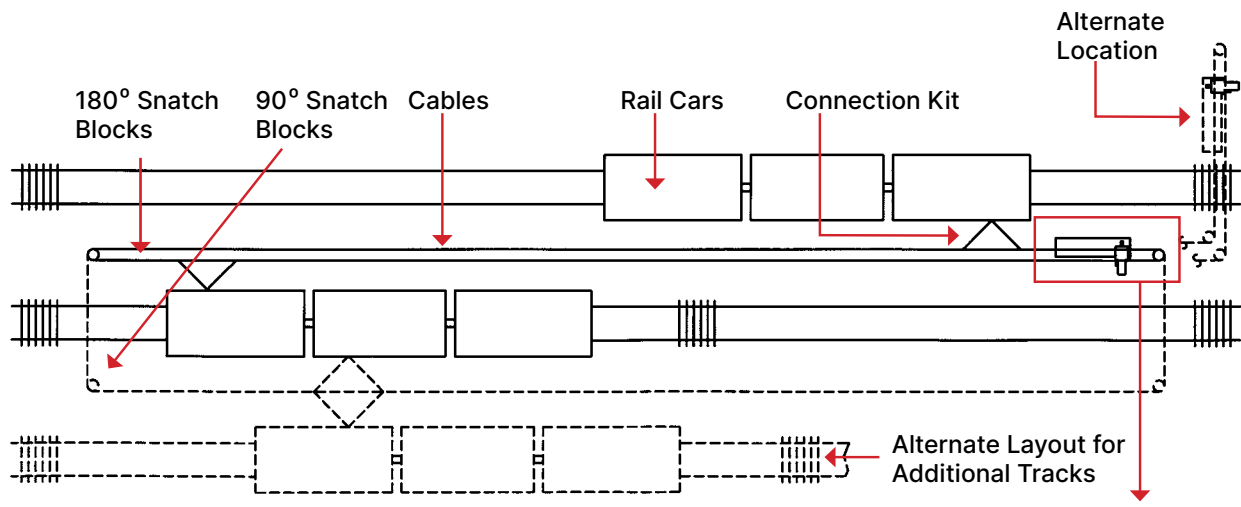 Alternate
Location
180° Snatch
Blocks
90° Snatch
Blocks
Cables
Rail Cars
Connection Kit
Alternate Layout for
Additional Tracks